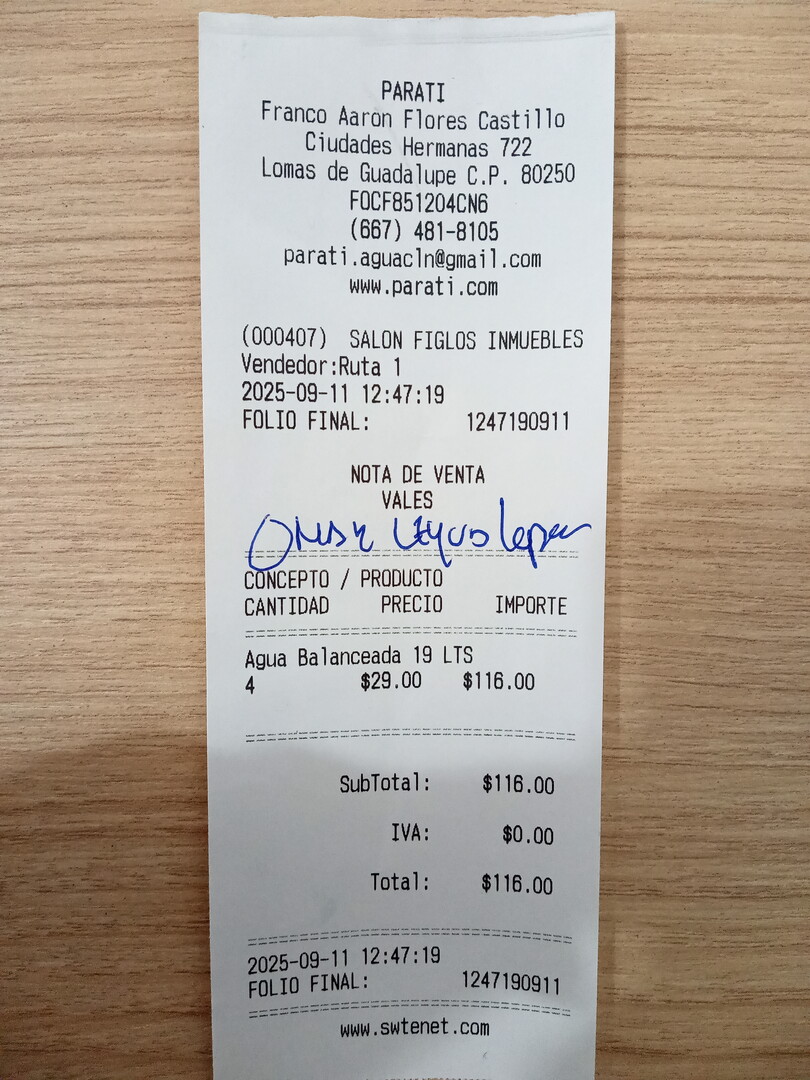 PARATI
Franco Aaron Flores Castillo
Ciudades Hermanas 722
Lomas de Guadalupe C.P. 80250
FOCF851204CN6
(667) 481-8105
parati.aguacln@gmail.com
www.parati.com
(000407) SALON FIGLOS INMUEBLES
Vendedor:Ruta 1
2025-09-11 12:47:19
FOLIO FINAL: 1247190911
NOTA DE VENTA
VALES
CONCEPTO / PRODUCTO
CANTIDAD PRECIO IMPORTE
Agua Balanceada 19 LTS
4 $29.00 $116.00
SubTotal: $116.00
IVA: $0.00
Total: $116.00
2025-09-11 12:47:19
FOLIO FINAL: 1247190911
www.swtenet.com